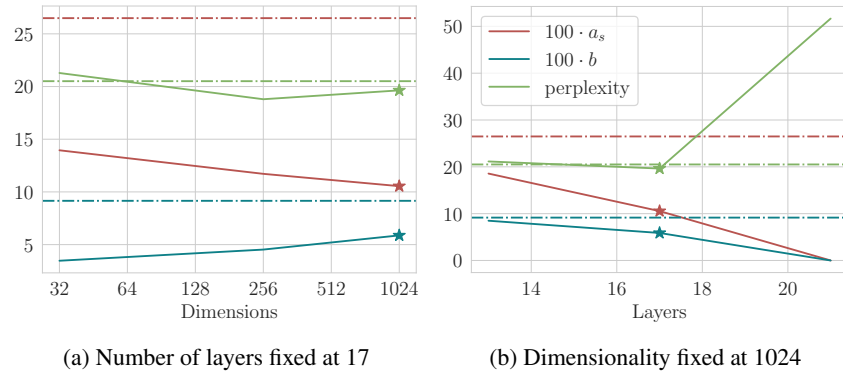 25
20
15
10
5
32 64 128 256 512 1024
Dimensions
(a) Number of layers fixed at 17
50
40
30
20
10
0
100 · a_s
100 · b
perplexity
14 16 18 20
Layers
(b) Dimensionality fixed at 1024